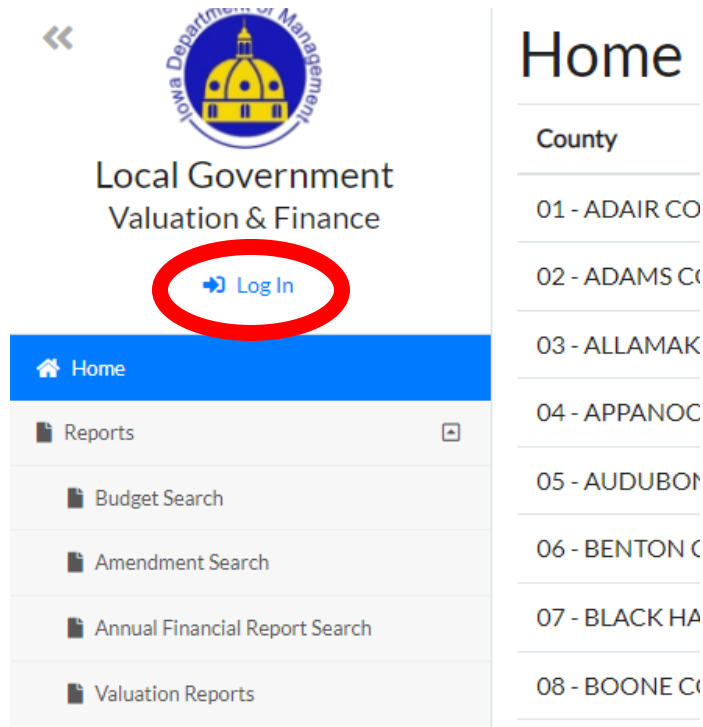 Iowa Department of Management
Local Government
Valuation & Finance
Log In
Home
Reports
Budget Search
Amendment Search
Annual Financial Report Search
Valuation Reports
Home
County
01 - ADAIR CO
02 - ADAMS C
03 - ALLAMAK
04 - APPANOO
05 - AUDUBON
06 - BENTON
07 - BLACK HA
08 - BOONE C